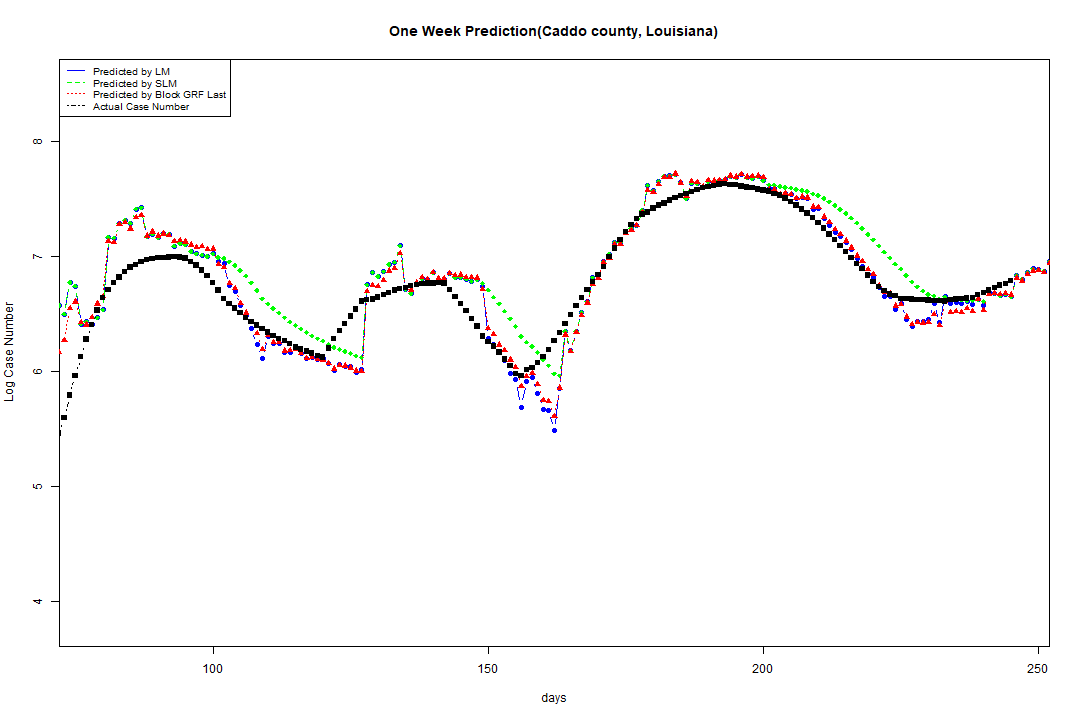 One Week Prediction(Caddo county, Louisiana)
Predicted by LM
Predicted by SLM
Predicted by Block GRF Last
Actual Case Number
8
7
6
5
4
Log Case Number
100
150
200
250
days